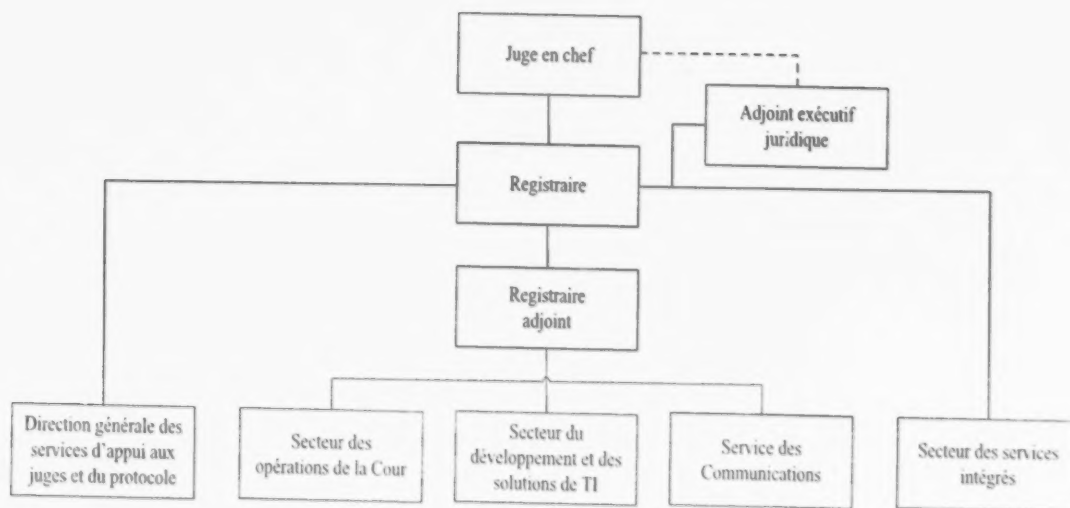 Juge en chef
Adjoint exécutif
juridique
Registraire
Registraire
adjoint
Direction générale des
services d'appui aux
juges et du protocole
Secteur des
opérations de la Cour
Secteur du
développement et des
solutions de TI
Service des
Communications
Secteur des services
intégrés